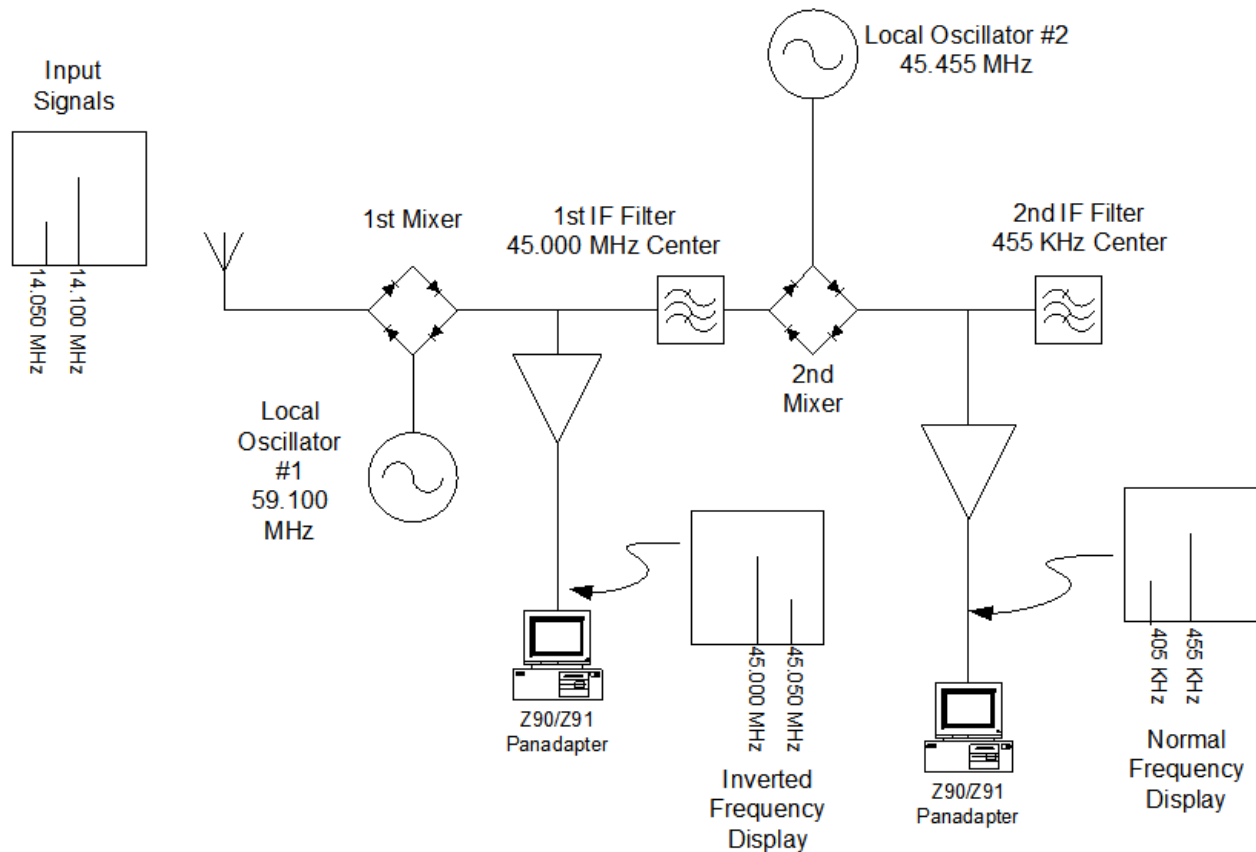 Input
Signals
14.050 MHz
14.100 MHz
1st Mixer
Local
Oscillator
#1
59.100
MHz
1st IF Filter
45.000 MHz Center
Local Oscillator #2
45.455 MHz
2nd
Mixer
2nd IF Filter
455 KHz Center
Z90/Z91
Panadapter
45.000 MHz
45.050 MHz
Inverted
Frequency
Display
Z90/Z91
Panadapter
405 KHz
455 KHz
Normal
Frequency
Display